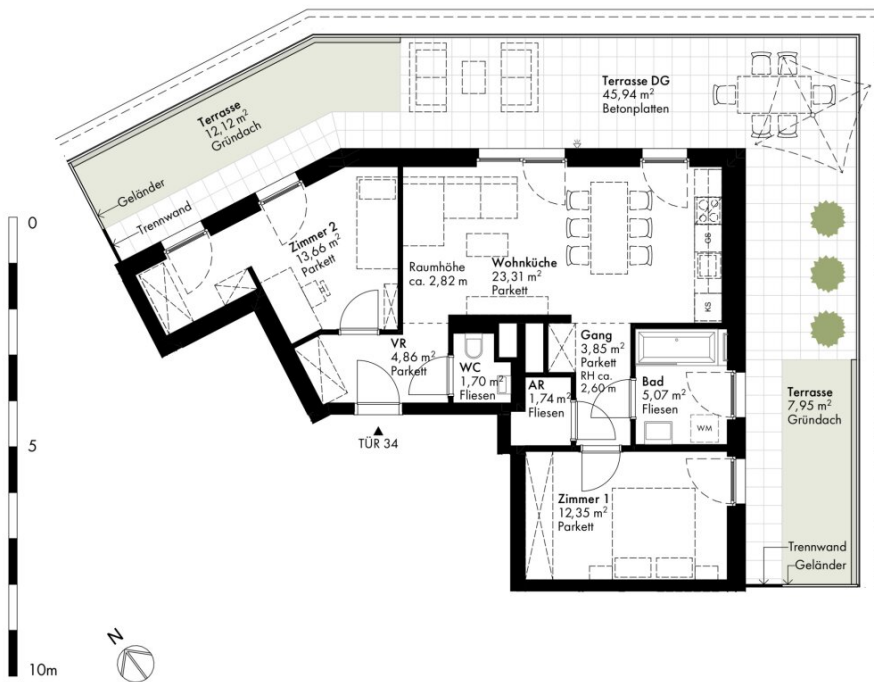 Terrasse DG
45,94 m²
Betonplatten
Terrasse
12,12 m²
Gründach
Geländer
Trennwand
Zimmer 2
13,66 m²
Parkett
Raumhöhe
ca. 2,82 m
Wohnküche
23,31 m²
Parkett
GS
KS
VR
4,86 m²
Parkett
WC
1,70 m²
Fliesen
Gang
3,85 m²
Parkett
RH ca.
2,60 m
AR
1,74 m²
Fliesen
Bad
5,07 m²
Fliesen
WM
Terrasse
7,95 m²
Gründach
TÜR 34
Zimmer 1
12,35 m²
Parkett
Trennwand
Geländer
0
5
10m
N